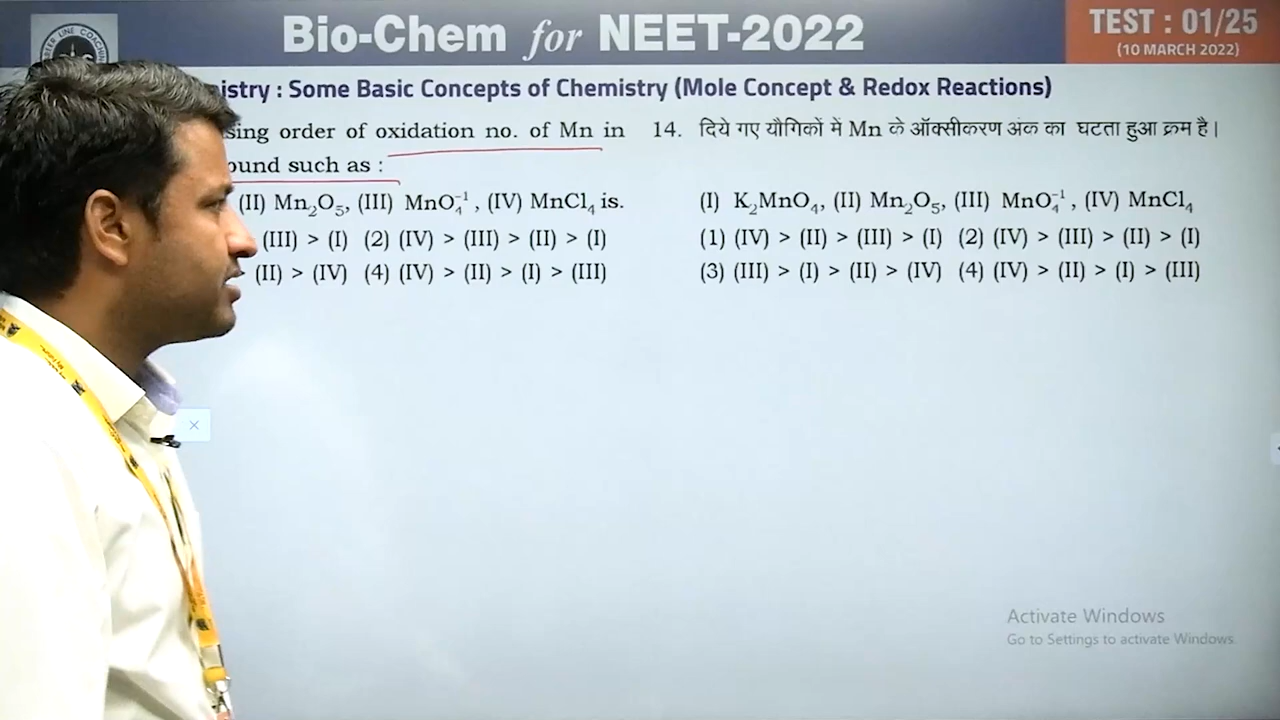 Bio-Chem for NEET-2022
TEST : 01/25
(10 MARCH 2022)
: Some Basic Concepts of Chemistry (Mole Concept & Redox Reactions)
order of oxidation no. of Mn in
such as :
(II) Mn₂O₅, (III) MnO₄⁻¹, (IV) MnCl₄ is.
(III) > (I) (2) (IV) > (III) > (II) > (I)
(II) > (IV) (4) (IV) > (II) > (I) > (III)
14. दिये गए यौगिकों में Mn के ऑक्सीकरण अंक का घटता हुआ क्रम है।
(I) K₂MnO₄, (II) Mn₂O₅, (III) MnO₄⁻¹, (IV) MnCl₄
(1) (IV) > (II) > (III) > (I) (2) (IV) > (III) > (II) > (I)
(3) (III) > (I) > (II) > (IV) (4) (IV) > (II) > (I) > (III)
Activate Windows
Go to Settings to activate Windows.